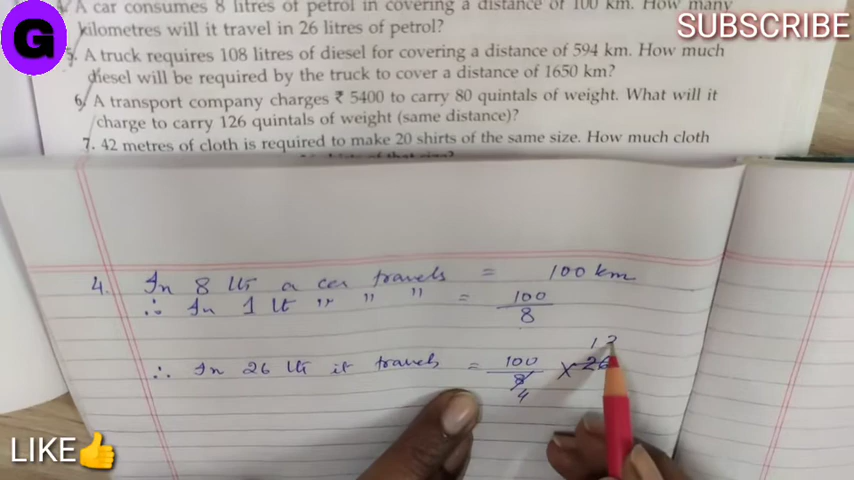 G
SUBSCRIBE
A car consumes 8 litres of petrol in covering a distance of 100 km. How many
kilometres will it travel in 26 litres of petrol?
5. A truck requires 108 litres of diesel for covering a distance of 594 km. How much
diesel will be required by the truck to cover a distance of 1650 km?
6. A transport company charges ₹ 5400 to carry 80 quintals of weight. What will it
charge to carry 126 quintals of weight (same distance)?
7. 42 metres of cloth is required to make 20 shirts of the same size. How much cloth
4. In 8 ltr a car travels = 100 km
∴ In 1 lt " " " = 100/8
13
∴ In 26 ltr it travels = 100/8 × 26
4
LIKE👍